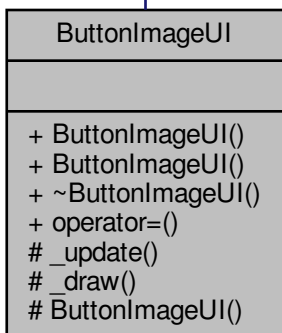 ButtonImageUI
+ ButtonImageUI()
+ ButtonImageUI()
+ ~ButtonImageUI()
+ operator=()
# _update()
# _draw()
# ButtonImageUI()